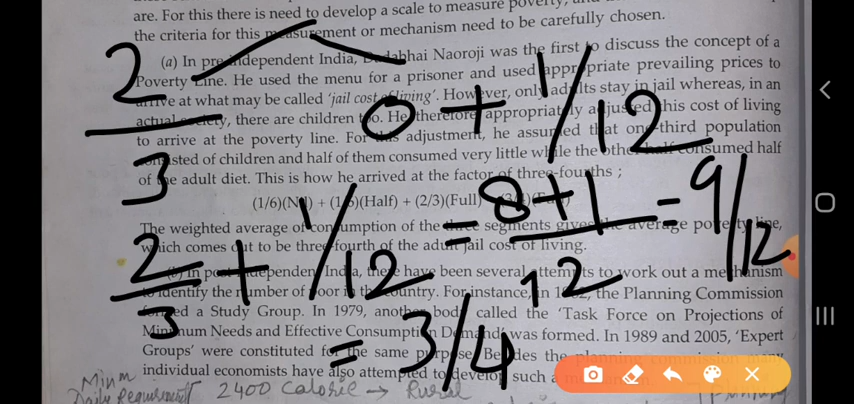 are. For this there is need to develop a scale to measure poverty, and
the criteria for this measurement or mechanism need to be carefully chosen.
(a) In pre-independent India, Dadabhai Naoroji was the first to discuss the concept of a
Poverty Line. He used the menu for a prisoner and used appropriate prevailing prices to
arrive at what may be called 'jail cost of living'. However, only adults stay in jail whereas, in an
actual society, there are children too. He therefore appropriately adjusted this cost of living
to arrive at the poverty line. For this adjustment, he assumed that one-third population
consisted of children and half of them consumed very little while the other half consumed half
of the adult diet. This is how he arrived at the factor of three-fourths ;
(1/6)(Nil) + (1/6)(Half) + (2/3)(Full) = (3/4)(Full)
The weighted average of consumption of the three segments gives the average poverty line,
which comes out to be three-fourth of the adult jail cost of living.
(b) In post-independent India, there have been several attempts to work out a mechanism
to identify the number of poor in the country. For instance, in the Planning Commission
formed a Study Group. In 1979, another body called the 'Task Force on Projections of
Minimum Needs and Effective Consumption Demand' was formed. In 1989 and 2005, 'Expert
Groups' were constituted for the same purpose. Besides the planning commission many
individual economists have also attempted to develop such a
Minm
Daily Requirement 2400 Calorie → Rural
2/3
0 + 1/12
2/3 + 1/12 = 8+1/12 = 9/12
= 3/4